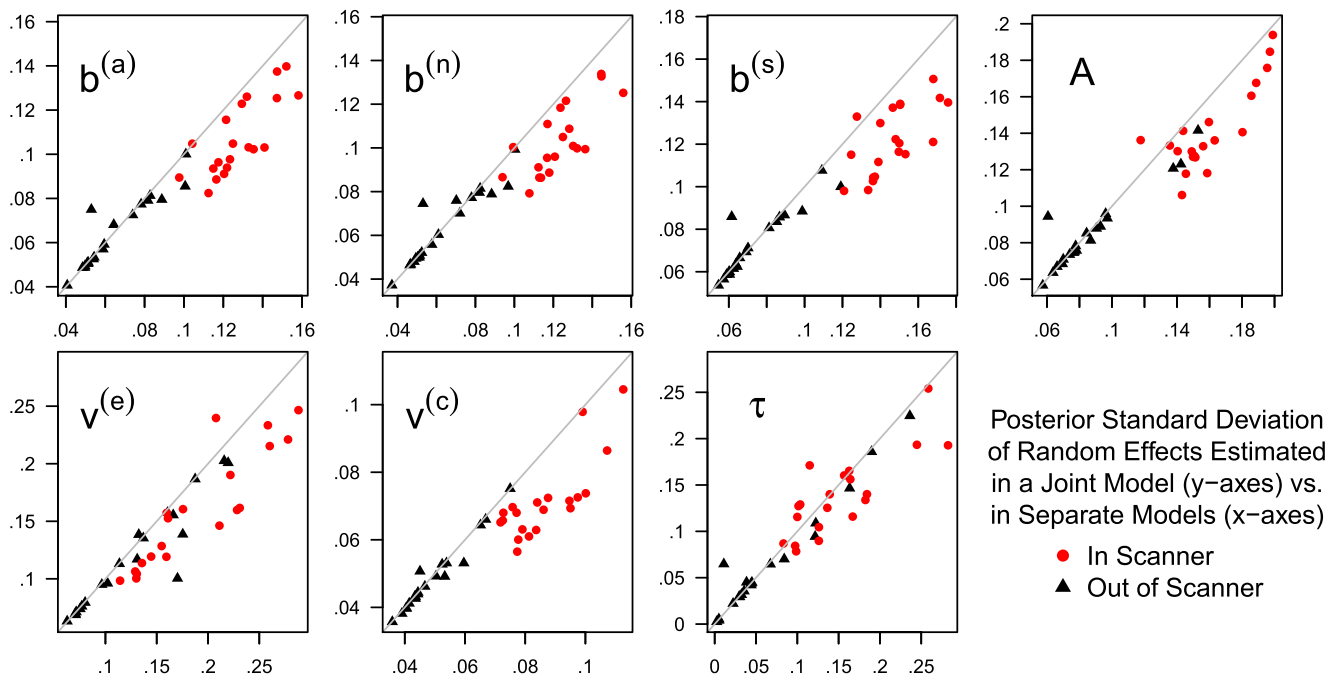 .16
.14
.12
.1
.08
.06
.04
b(a)
.04 .08 .12 .16
.16
.14
.12
.1
.08
.06
.04
b(n)
.04 .08 .1 .12 .16
.18
.16
.14
.12
.1
.08
.06
b(s)
.06 .08 .1 .12 .14 .16
.2
.18
.16
.14
.12
.1
.08
.06
A
.06 .1 .14 .18
.25
.2
.15
.1
v(e)
.1 .15 .2 .25
.1
.08
.06
.04
v(c)
.04 .06 .08 .1
.25
.2
.15
.1
.05
0
τ
0 .05 .1 .15 .2 .25
Posterior Standard Deviation
of Random Effects Estimated
in a Joint Model (y−axes) vs.
in Separate Models (x−axes)
In Scanner
Out of Scanner